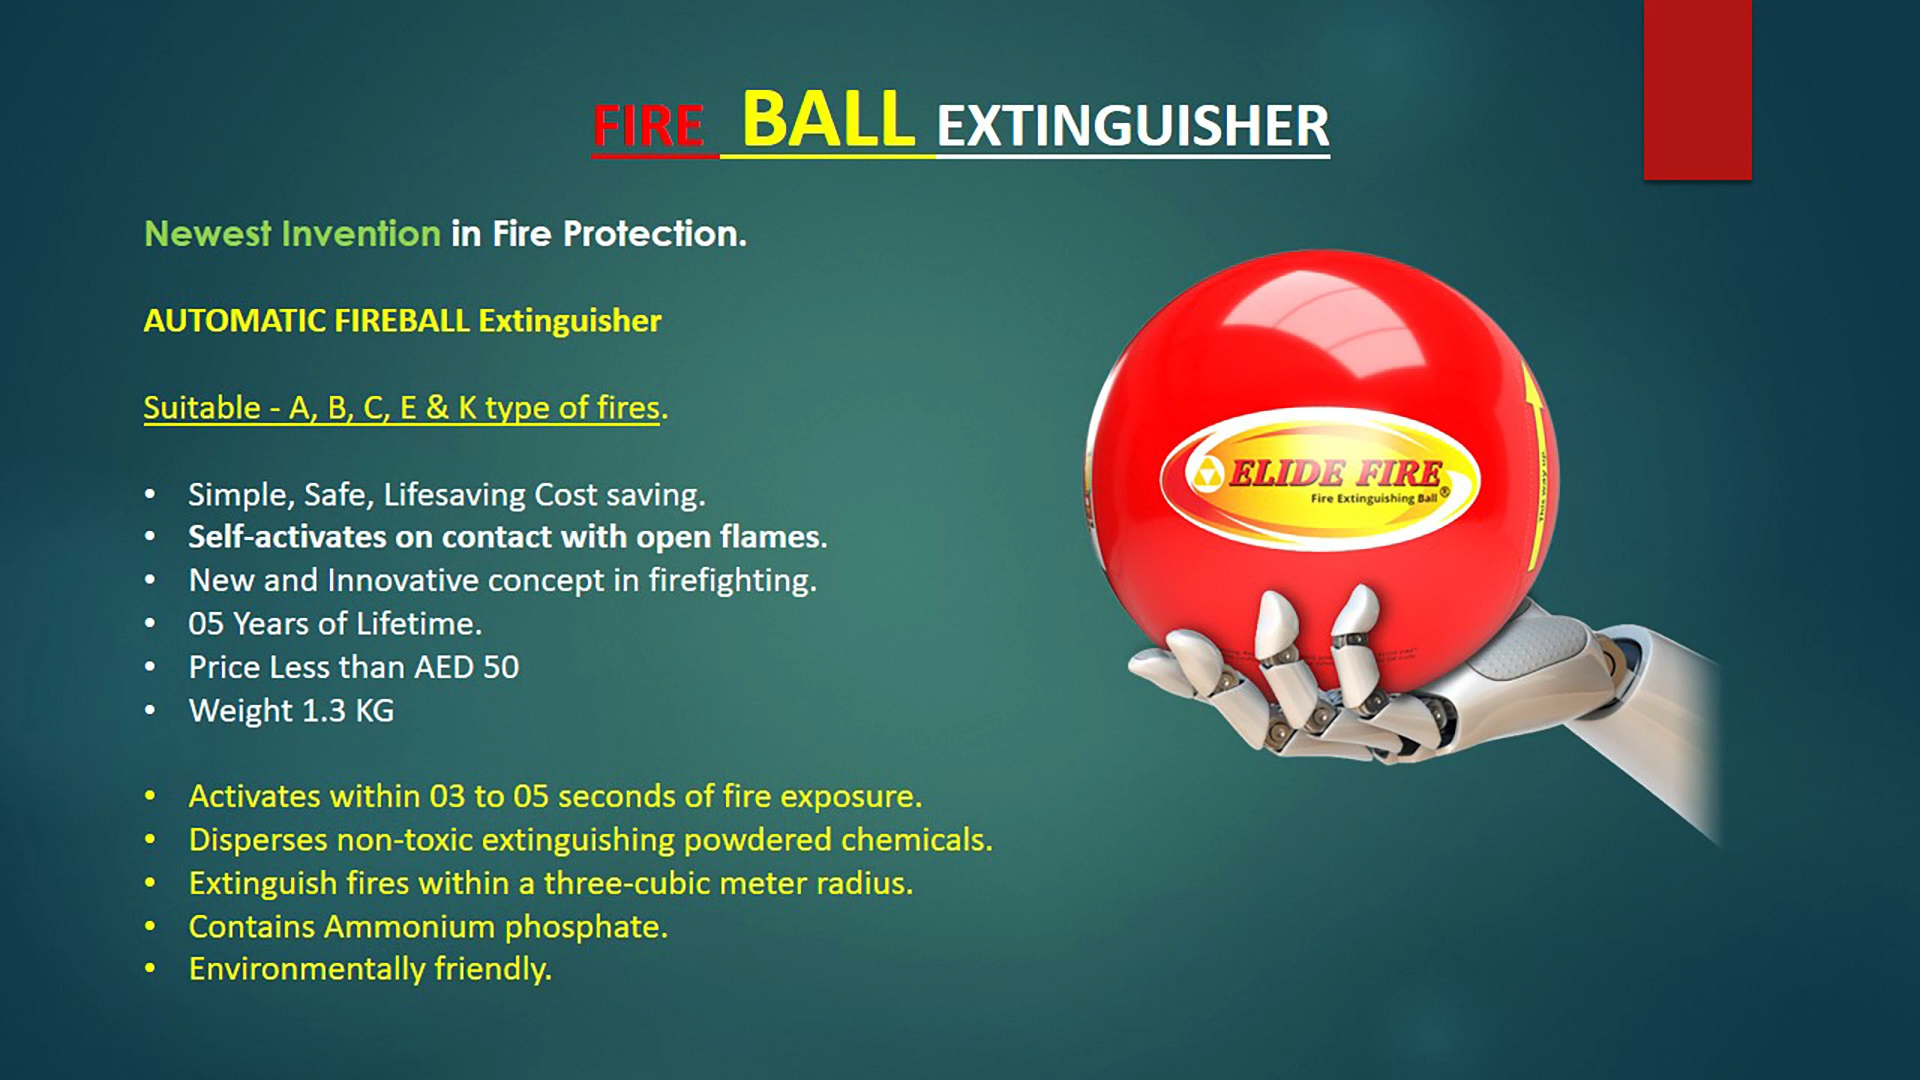 FIRE BALL EXTINGUISHER
Newest Invention in Fire Protection.
AUTOMATIC FIREBALL Extinguisher
Suitable - A, B, C, E & K type of fires.
• Simple, Safe, Lifesaving Cost saving.
• Self-activates on contact with open flames.
• New and Innovative concept in firefighting.
• 05 Years of Lifetime.
• Price Less than AED 50
• Weight 1.3 KG
• Activates within 03 to 05 seconds of fire exposure.
• Disperses non-toxic extinguishing powdered chemicals.
• Extinguish fires within a three-cubic meter radius.
• Contains Ammonium phosphate.
• Environmentally friendly.
ELIDE FIRE
Fire Extinguishing Ball®
This way up